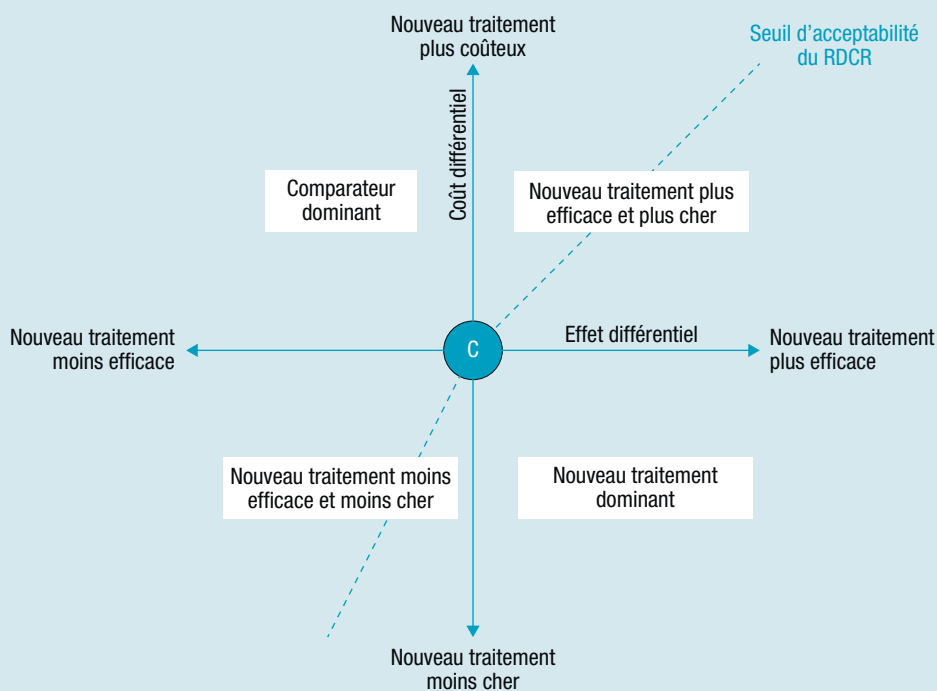 Nouveau traitement
plus coûteux
Seuil d’acceptabilité
du RDCR
Coût différentiel
Comparateur
dominant
Nouveau traitement plus
efficace et plus cher
Nouveau traitement
moins efficace
C
Effet différentiel
Nouveau traitement
plus efficace
Nouveau traitement moins
efficace et moins cher
Nouveau traitement
dominant
Nouveau traitement
moins cher